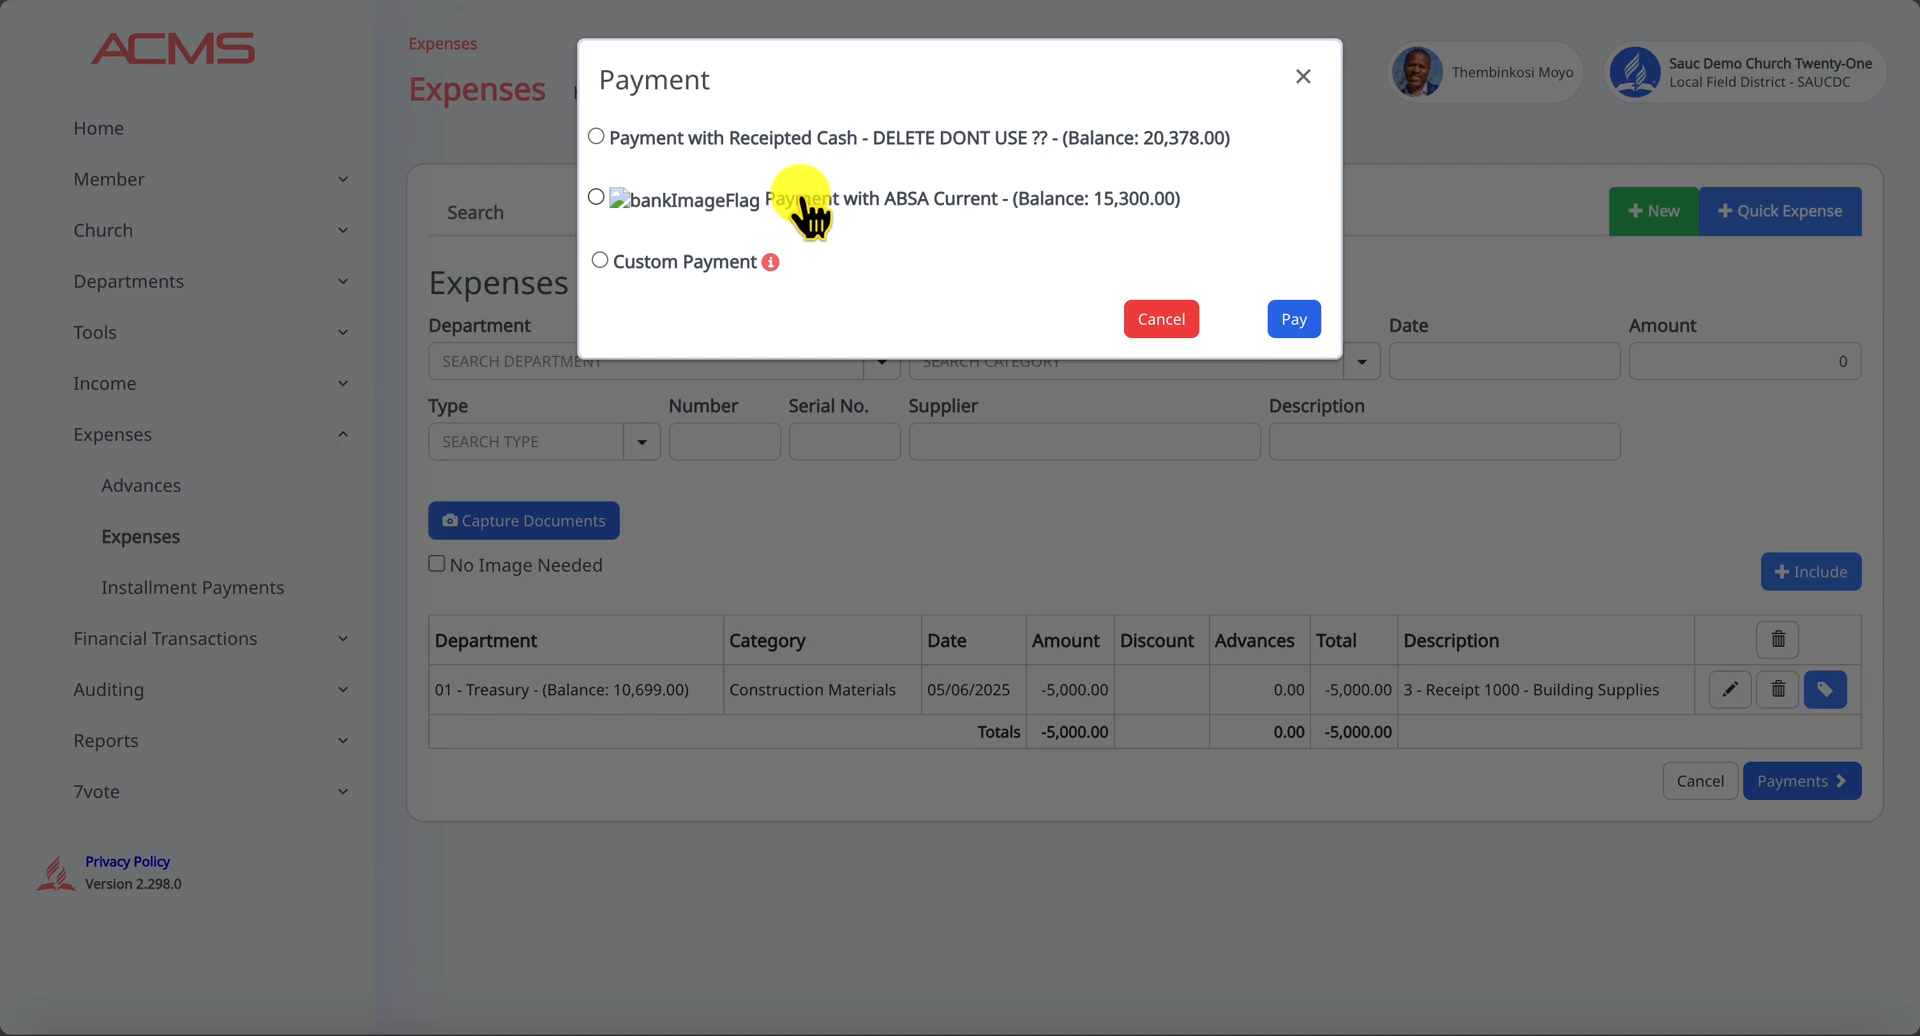 ACMS
Home
Member
Church
Departments
Tools
Income
Expenses
Advances
Expenses
Installment Payments
Financial Transactions
Auditing
Reports
7vote
Privacy Policy
Version 2.298.0
Expenses
Expenses
Thembinkosi Moyo
Sauc Demo Church Twenty-One
Local Field District - SAUCDC
Payment
Payment with Receipted Cash - DELETE DONT USE ?? - (Balance: 20,378.00)
bankImageFlag Payment with ABSA Current - (Balance: 15,300.00)
Custom Payment
Cancel Pay
Search
New Quick Expense
Expenses
Department Date Amount
SEARCH DEPARTMENT SEARCH CATEGORY 0
Type Number Serial No. Supplier Description
SEARCH TYPE
Capture Documents
No Image Needed
Include
Department Category Date Amount Discount Advances Total Description
01 - Treasury - (Balance: 10,699.00) Construction Materials 05/06/2025 -5,000.00 0.00 -5,000.00 3 - Receipt 1000 - Building Supplies
Totals -5,000.00 0.00 -5,000.00
Cancel Payments